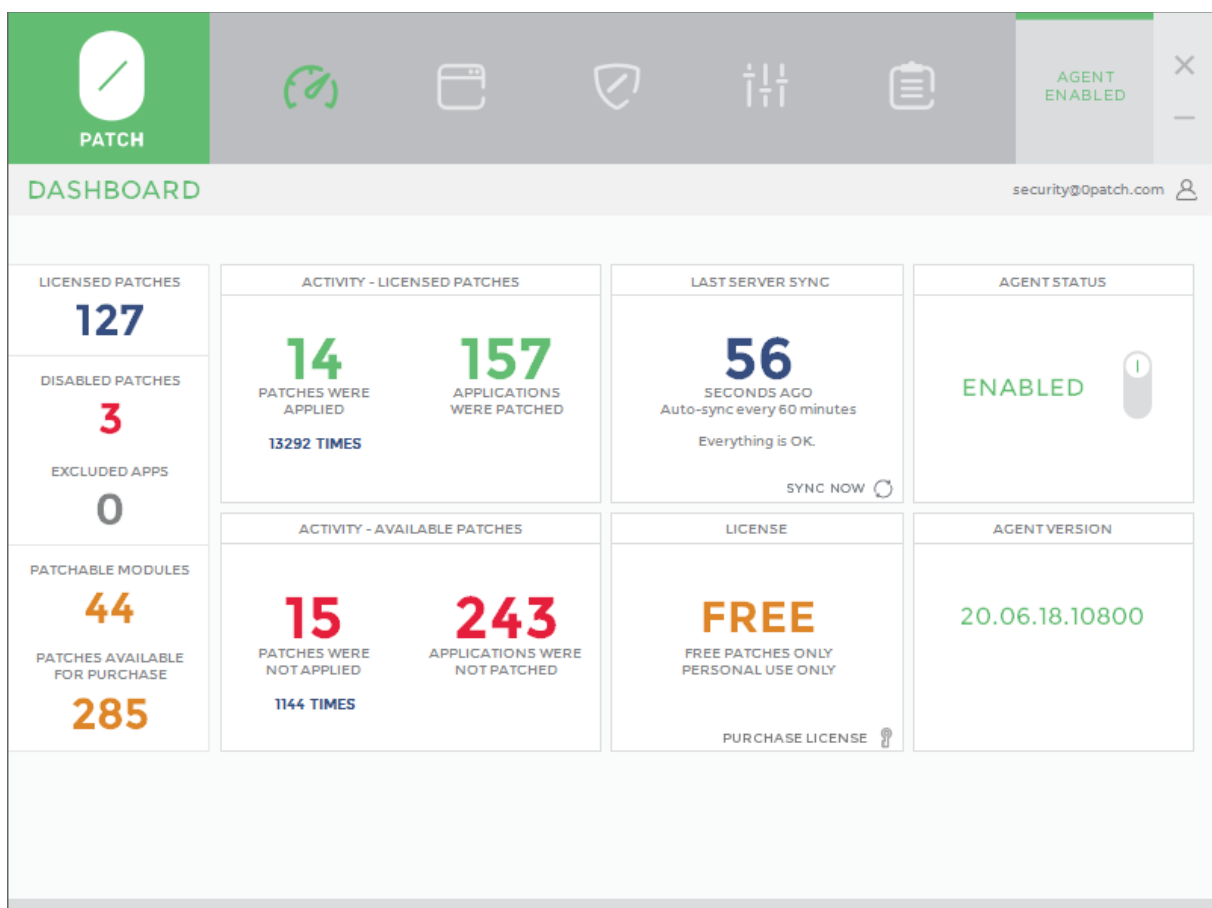 PATCH
AGENT
ENABLED
DASHBOARD
security@0patch.com
LICENSED PATCHES
127
DISABLED PATCHES
3
EXCLUDED APPS
0
PATCHABLE MODULES
44
PATCHES AVAILABLE
FOR PURCHASE
285
ACTIVITY - LICENSED PATCHES
14
PATCHES WERE
APPLIED
13292 TIMES
157
APPLICATIONS
WERE PATCHED
LAST SERVER SYNC
56
SECONDS AGO
Auto-sync every 60 minutes
Everything is OK.
SYNC NOW
AGENT STATUS
ENABLED
ACTIVITY - AVAILABLE PATCHES
15
PATCHES WERE
NOT APPLIED
1144 TIMES
243
APPLICATIONS WERE
NOT PATCHED
LICENSE
FREE
FREE PATCHES ONLY
PERSONAL USE ONLY
PURCHASE LICENSE
AGENT VERSION
20.06.18.10800